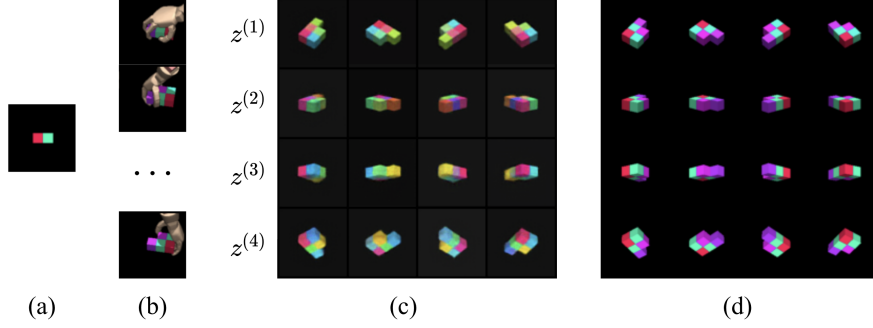 z^{(1)}
z^{(2)}
. . .
z^{(3)}
z^{(4)}
(a)
(b)
(c)
(d)